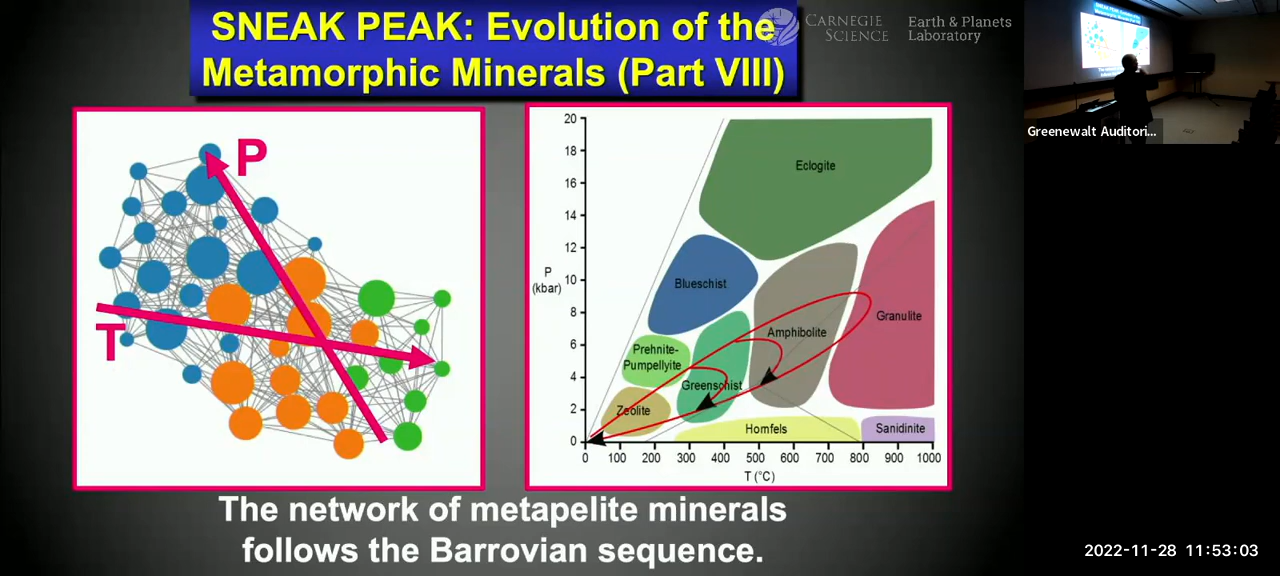 SNEAK PEAK: Evolution of the
Metamorphic Minerals (Part VIII)
CARNEGIE
SCIENCE
Earth & Planets
Laboratory
Greenewalt Auditori...
P
T
20
18
16
14
12
10
8
6
4
2
0
P
(kbar)
Eclogite
Blueschist
Amphibolite
Granulite
Prehnite-
Pumpellyite
Greenschist
Zeolite
Hornfels
Sanidinite
0 100 200 300 400 500 600 700 800 900 1000
T (°C)
The network of metapelite minerals
follows the Barrovian sequence.
2022-11-28 11:53:03